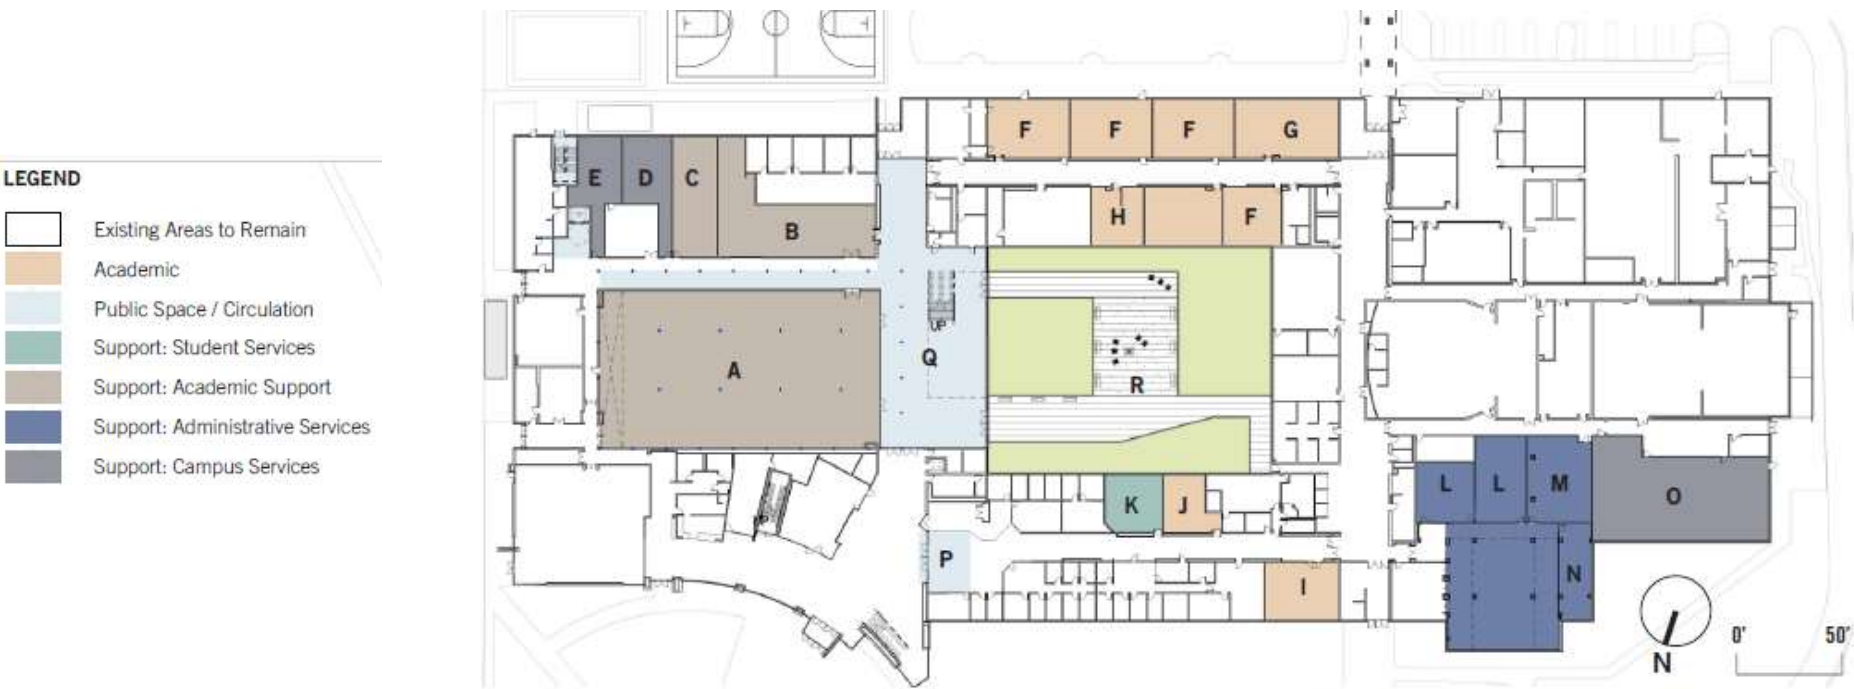 LEGEND
Existing Areas to Remain
Academic
Public Space / Circulation
Support: Student Services
Support: Academic Support
Support: Administrative Services
Support: Campus Services
F F F G
E D C
H F
B
UP
Q
A
R
L L M
O
K J
P
N
I
0' 50'
N